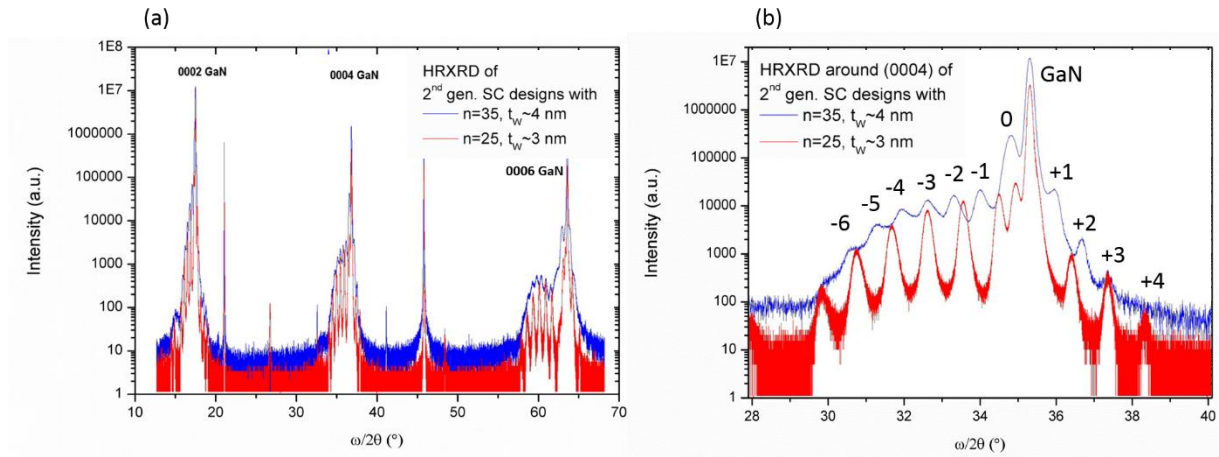 (a)
1E8
1E7
1000000
100000
10000
1000
100
10
1
Intensity (a.u.)
0002 GaN
0004 GaN
0006 GaN
HRXRD of
2nd gen. SC designs with
n=35, tW~4 nm
n=25, tW~3 nm
10 20 30 40 50 60 70
ω/2θ (°)
(b)
1E7
1000000
100000
10000
1000
100
10
1
Intensity (a.u.)
HRXRD around (0004) of
2nd gen. SC designs with
n=35, tW~4 nm
n=25, tW~3 nm
GaN
0
-6 -5 -4 -3 -2 -1 +1
+2
+3
+4
28 30 32 34 36 38 40
ω/2θ (°)